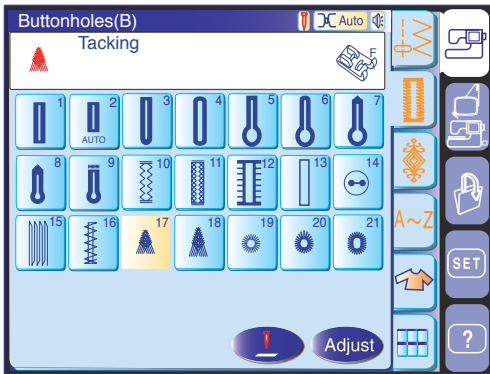 Buttonholes(B) Auto
Tacking
F
1 2 3 4 5 6 7
AUTO
8 9 10 11 12 13 14
15 16 17 18 19 20 21
A~Z
SET
?
Adjust